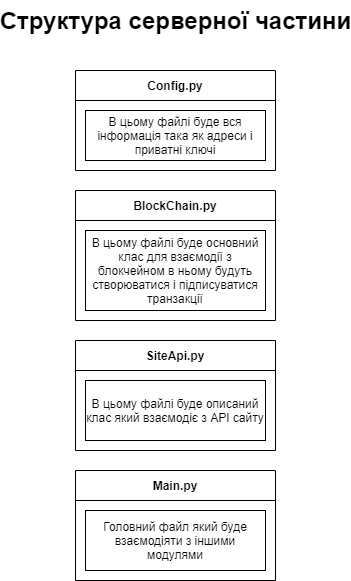 Структура серверної частини
Config.py
В цьому файлі буде вся
інформація така як адреси і
приватні ключі
BlockChain.py
В цьому файлі буде основний
клас для взаємодії з
блокчейном в ньому будуть
створюватися і підписуватися
транзакції
SiteApi.py
В цьому файлі буде описаний
клас який взаємодіє з API сайту
Main.py
Головний файл який буде
взаємодіяти з іншими
модулями